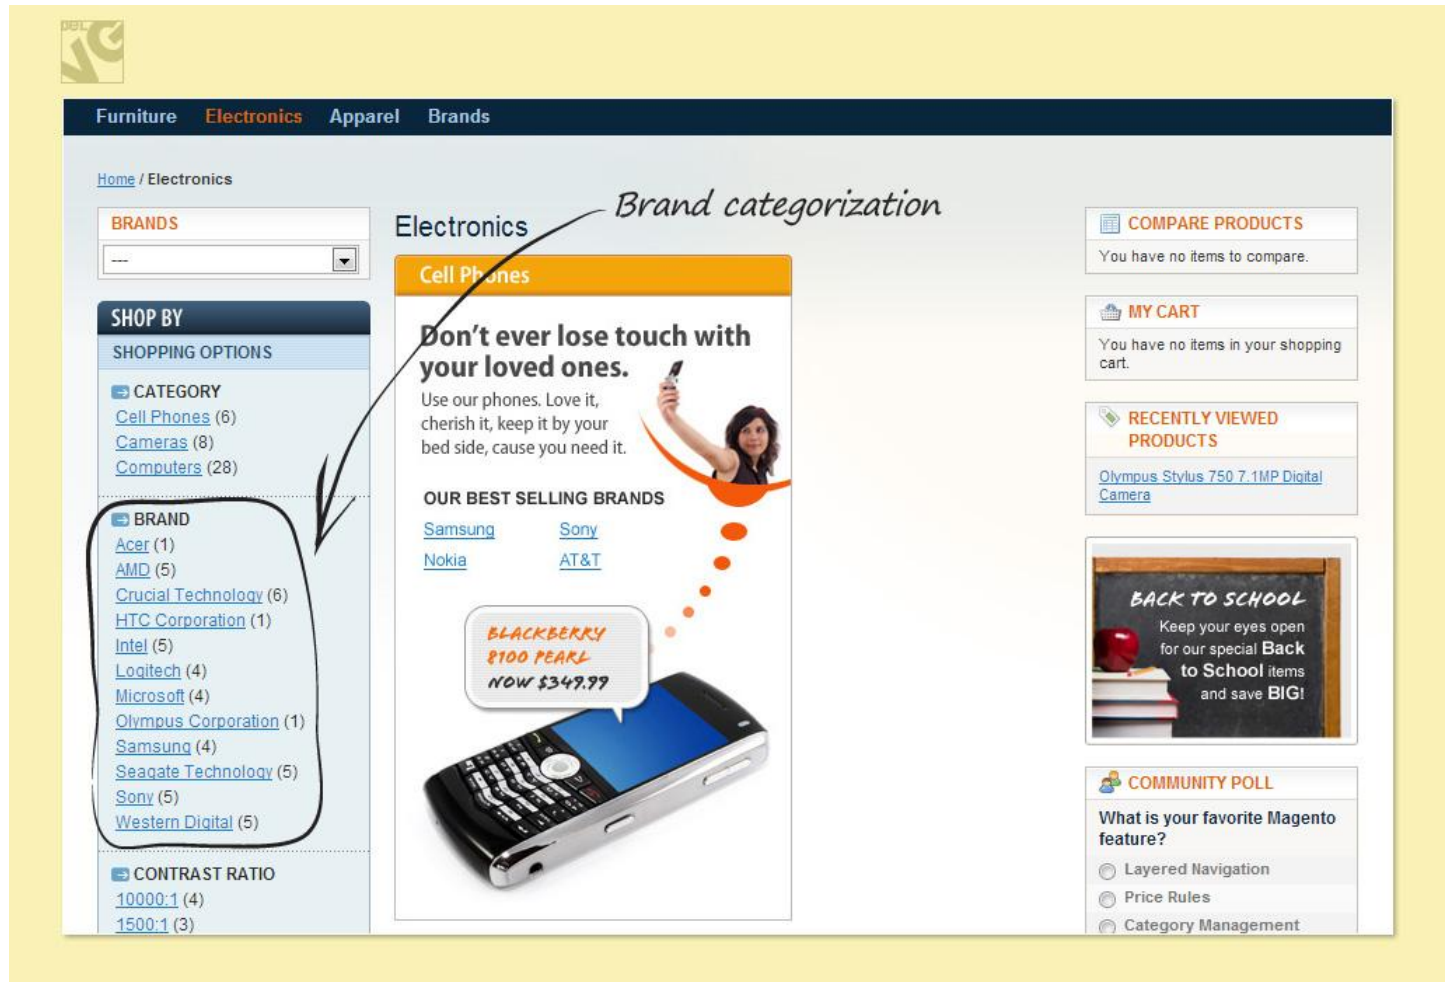 DEL
VG
Furniture Electronics Apparel Brands
Home / Electronics
Brand categorization
BRANDS
---
SHOP BY
SHOPPING OPTIONS
CATEGORY
Cell Phones (6)
Cameras (8)
Computers (28)
BRAND
Acer (1)
AMD (5)
Crucial Technology (6)
HTC Corporation (1)
Intel (5)
Logitech (4)
Microsoft (4)
Olympus Corporation (1)
Samsung (4)
Seagate Technology (5)
Sony (5)
Western Digital (5)
CONTRAST RATIO
10000:1 (4)
1500:1 (3)
Electronics
Cell Phones
Don't ever lose touch with
your loved ones.
Use our phones. Love it,
cherish it, keep it by your
bed side, cause you need it.
OUR BEST SELLING BRANDS
Samsung Sony
Nokia AT&T
BLACKBERRY
8100 PEARL
NOW $349.99
COMPARE PRODUCTS
You have no items to compare.
MY CART
You have no items in your shopping
cart.
RECENTLY VIEWED
PRODUCTS
Olympus Stylus 750 7.1MP Digital
Camera
BACK TO SCHOOL
Keep your eyes open
for our special Back
to School items
and save BIG!
COMMUNITY POLL
What is your favorite Magento
feature?
Layered Navigation
Price Rules
Category Management